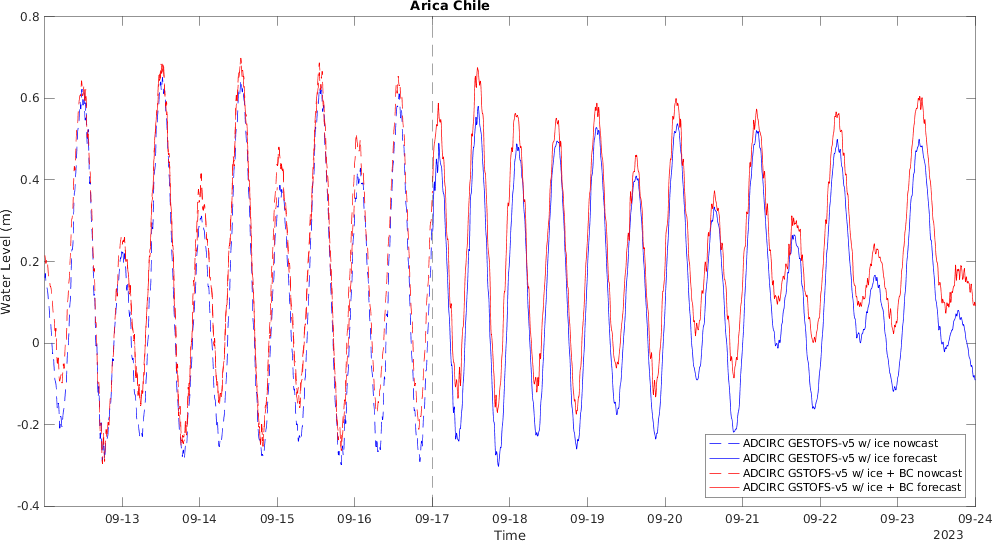 Arica Chile
Water Level (m)
0.8
0.6
0.4
0.2
0
-0.2
-0.4
ADCIRC GESTOFS-v5 w/ ice nowcast
ADCIRC GESTOFS-v5 w/ ice forecast
ADCIRC GSTOFS-v5 w/ ice + BC nowcast
ADCIRC GSTOFS-v5 w/ ice + BC forecast
09-13 09-14 09-15 09-16 09-17 09-18 09-19 09-20 09-21 09-22 09-23 09-24
Time
2023